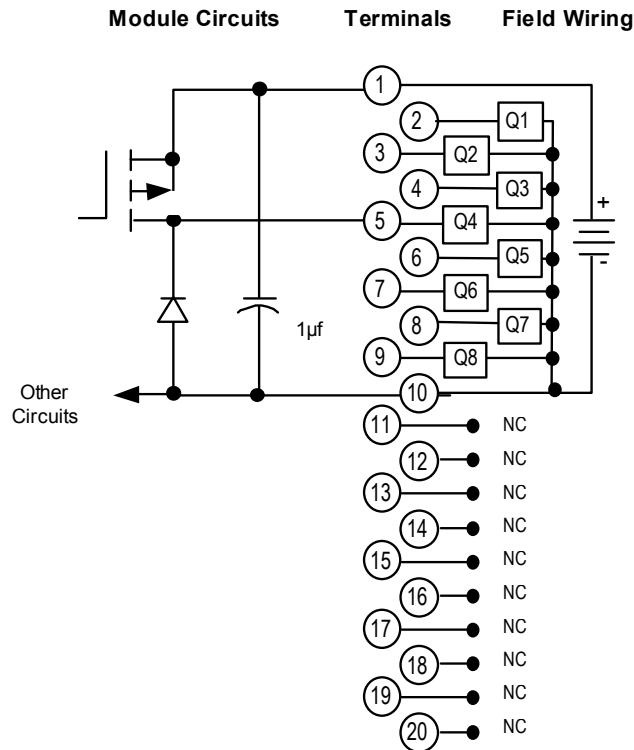 Module Circuits Terminals Field Wiring
1
2 Q1
3 Q2
4 Q3
5 Q4
6 Q5
7 Q6
8 Q7
9 Q8
+
-
1µf
Other
Circuits
10
11 NC
12 NC
13 NC
14 NC
15 NC
16 NC
17 NC
18 NC
19 NC
20 NC